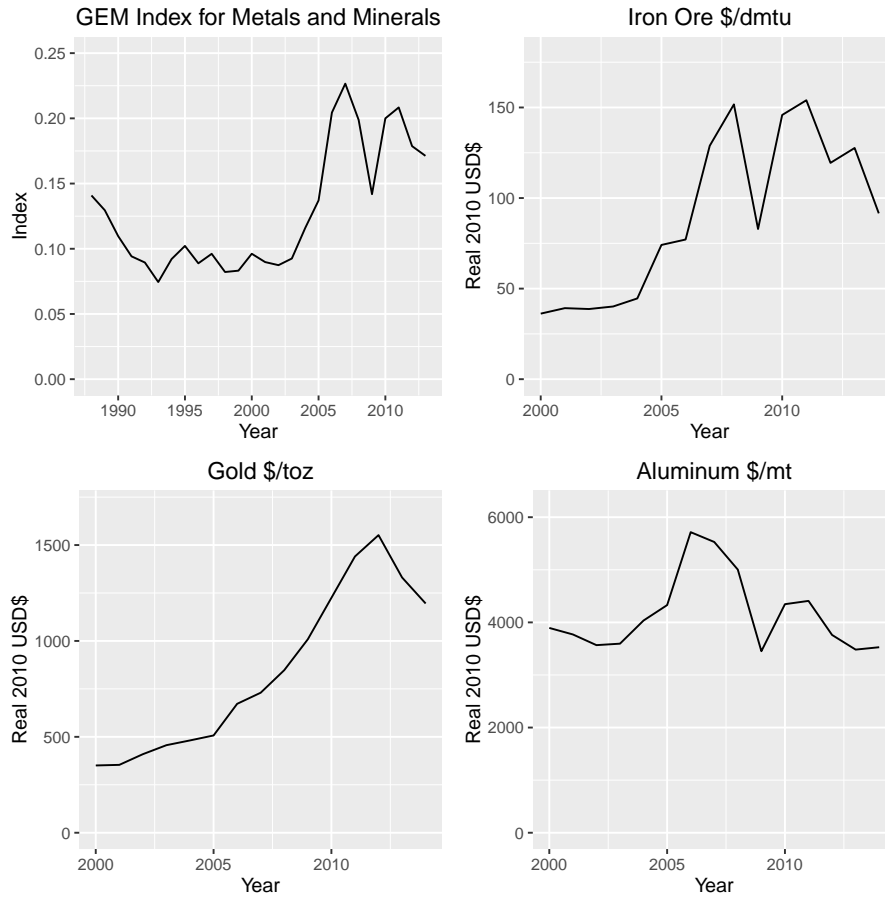 GEM Index for Metals and Minerals
0.25
0.20
0.15
0.10
0.05
0.00
Index
1990 1995 2000 2005 2010
Year
Iron Ore $/dmtu
150
100
50
0
Real 2010 USD$
2000 2005 2010
Year
Gold $/toz
1500
1000
500
0
Real 2010 USD$
2000 2005 2010
Year
Aluminum $/mt
6000
4000
2000
0
Real 2010 USD$
2000 2005 2010
Year